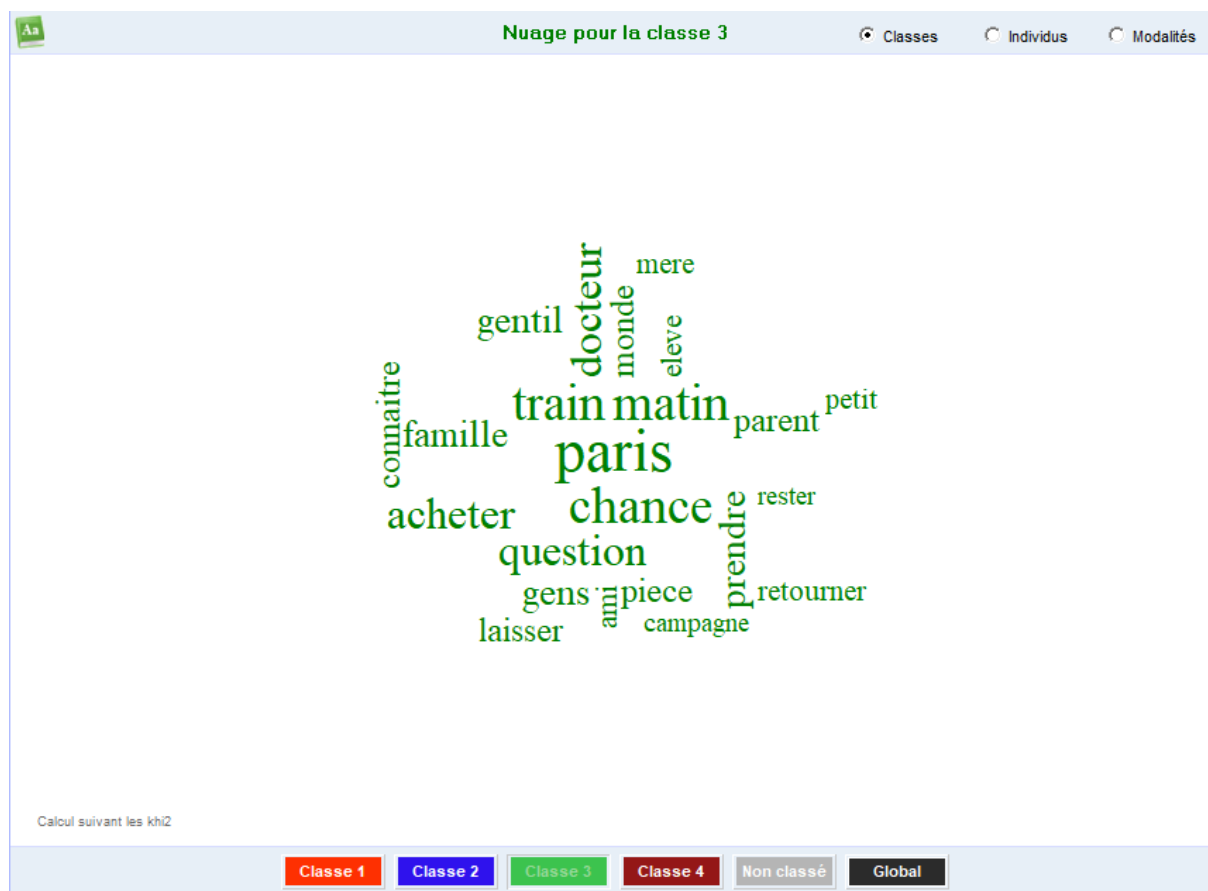 Aa
Nuage pour la classe 3
Classes
Individus
Modalités
docteur
mere
gentil
monde
eleve
connaitre
train
matin
petit
famille
parent
paris
acheter
chance
prendre
rester
question
gens
ami
piece
retourner
laisser
campagne
Calcul suivant les khi2
Classe 1
Classe 2
Classe 3
Classe 4
Non classé
Global